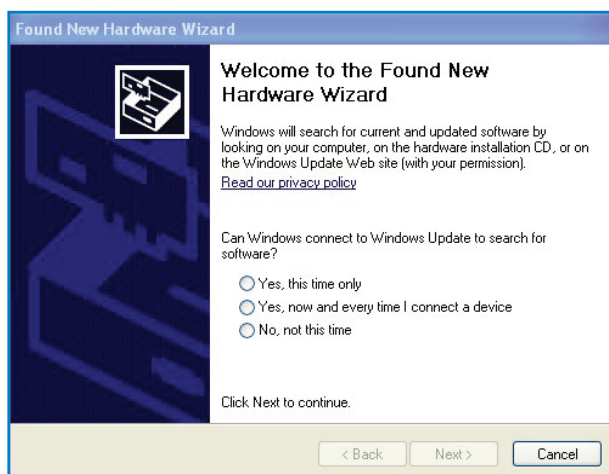 Found New Hardware Wizard
Welcome to the Found New
Hardware Wizard
Windows will search for current and updated software by
looking on your computer, on the hardware installation CD, or on
the Windows Update Web site (with your permission).
Read our privacy policy
Can Windows connect to Windows Update to search for
software?
Yes, this time only
Yes, now and every time I connect a device
No, not this time
Click Next to continue.
< Back Next > Cancel